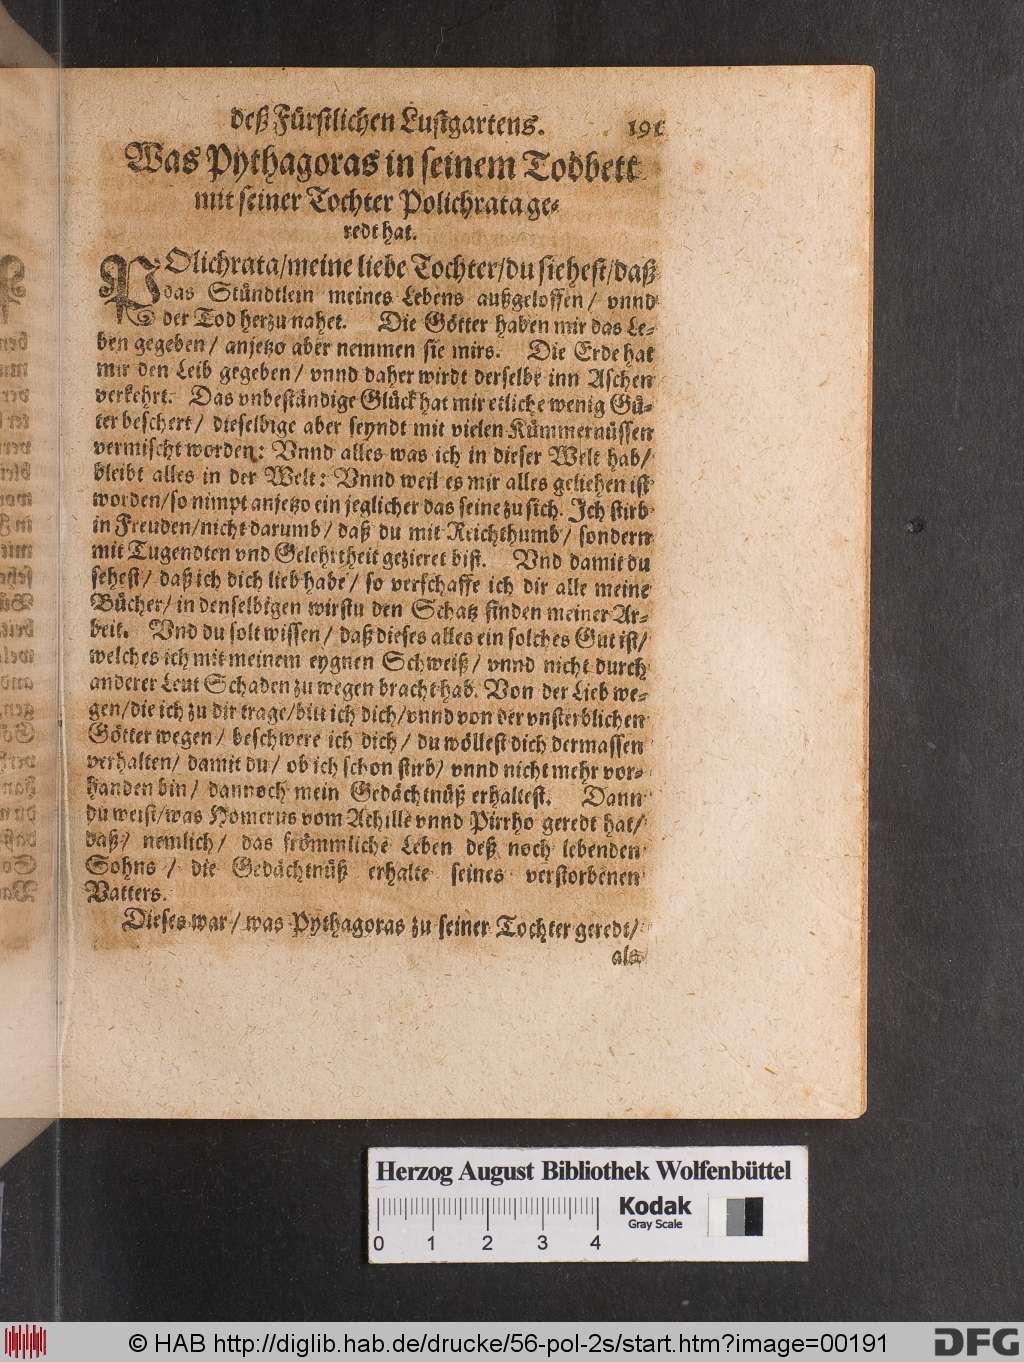 deß Fürstlichen Lustgartens. 191
Was Pythagoras in seinem Todbett
mit seiner Tochter Polichrata ge-
redt hat.
POlichrata/meine liebe Tochter/du siehest/daß
das Stündtlein meines Lebens außgeloffen/ vnnd
der Tod herzu nahet. Die Götter haben mir das Le-
ben gegeben/ anjetzo aber nemmen sie mirs. Die Erde hat
mir den Leib gegeben/ vnnd daher wirdt derselbe inn Aschen
verkehrt. Das vnbeständige Glück hat mir etliche wenig Gü-
ter beschert/ dieselbige aber seyndt mit vielen Kümmernüssen
vermischt worden: Vnnd alles was ich in dieser Welt hab/
bleibt alles in der Welt: Vnnd weil es mir alles geliehen ist
worden/so nimpt anjetzo ein jeglicher das seine zu sich. Ich stirb
in Freuden/nicht darumb/ daß du mit Reichthumb/ sondern
mit Tugendten vnd Gelehrtheit gezieret bist. Vnd damit du
sehest/ daß ich dich lieb habe/ so verschaffe ich dir alle meine
Bücher/ in denselbigen wirstu den Schatz finden meiner Ar-
beit. Vnd du solt wissen/ daß dieses alles ein solches Gut ist/
welches ich mit meinem eygnen Schweiß/ vnnd nicht durch
anderer Leut Schaden zu wegen bracht hab. Von der Lieb we-
gen/die ich zu dir trage/bitt ich dich/vnnd von der vnsterblichen
Götter wegen/ beschwere ich dich/ du wöllest dich dermassen
verhalten/ damit du/ ob ich schon stirb/ vnnd nicht mehr vor-
handen bin/ dannoch mein Gedächtnüß erhaltest. Dann
du weist/was Homerus vom Achille vnnd Pirrho geredt hat/
daß/ nemlich/ das frömmliche Leben deß noch lebenden
Sohns/ die Gedächtnüß erhalte seines verstorbenen
Vatters.
Dieses war/ was Pythagoras zu seiner Tochter geredt/
als
Herzog August Bibliothek Wolfenbüttel
Kodak
Gray Scale
0 1 2 3 4
© HAB http://diglib.hab.de/drucke/56-pol-2s/start.htm?image=00191
DFG